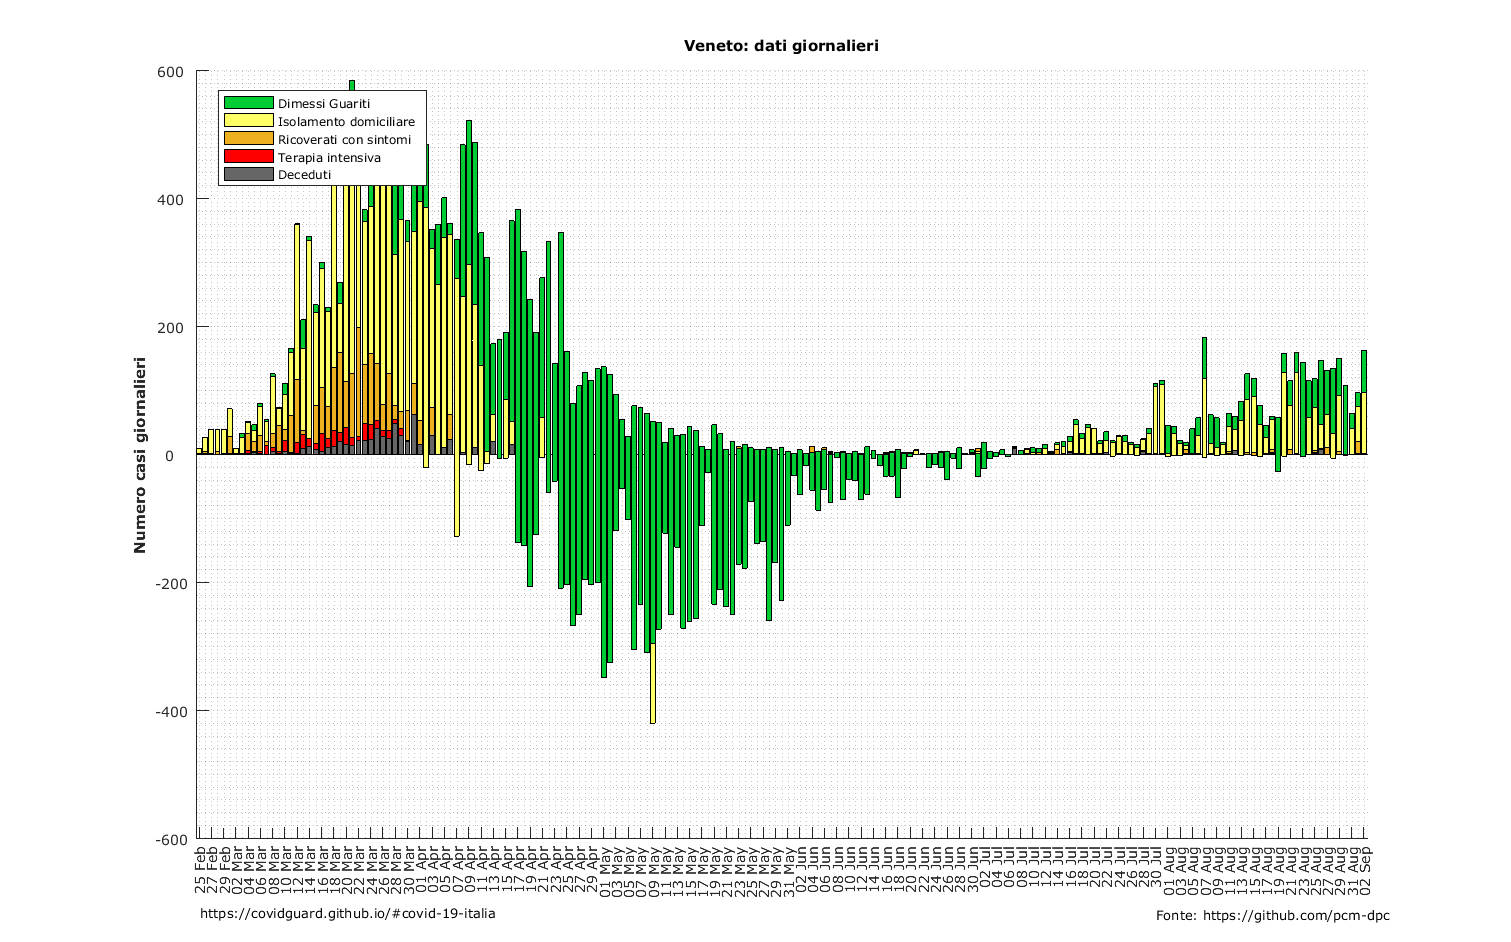 Veneto: dati giornalieri
600
400
200
0
-200
-400
-600
Numero casi giornalieri
Dimessi Guariti
Isolamento domiciliare
Ricoverati con sintomi
Terapia intensiva
Deceduti
25 Feb
27 Feb
29 Feb
02 Mar
04 Mar
06 Mar
08 Mar
10 Mar
12 Mar
14 Mar
16 Mar
18 Mar
20 Mar
22 Mar
24 Mar
26 Mar
28 Mar
30 Mar
01 Apr
03 Apr
05 Apr
07 Apr
09 Apr
11 Apr
13 Apr
15 Apr
17 Apr
19 Apr
21 Apr
23 Apr
25 Apr
27 Apr
29 Apr
01 May
03 May
05 May
07 May
09 May
11 May
13 May
15 May
17 May
19 May
21 May
23 May
25 May
27 May
29 May
31 May
02 Jun
04 Jun
06 Jun
08 Jun
10 Jun
12 Jun
14 Jun
16 Jun
18 Jun
20 Jun
22 Jun
24 Jun
26 Jun
28 Jun
30 Jun
02 Jul
04 Jul
06 Jul
08 Jul
10 Jul
12 Jul
14 Jul
16 Jul
18 Jul
20 Jul
22 Jul
24 Jul
26 Jul
28 Jul
30 Jul
01 Aug
03 Aug
05 Aug
07 Aug
09 Aug
11 Aug
13 Aug
15 Aug
17 Aug
19 Aug
21 Aug
23 Aug
25 Aug
27 Aug
29 Aug
31 Aug
02 Sep
https://covidguard.github.io/#covid-19-italia
Fonte: https://github.com/pcm-dpc